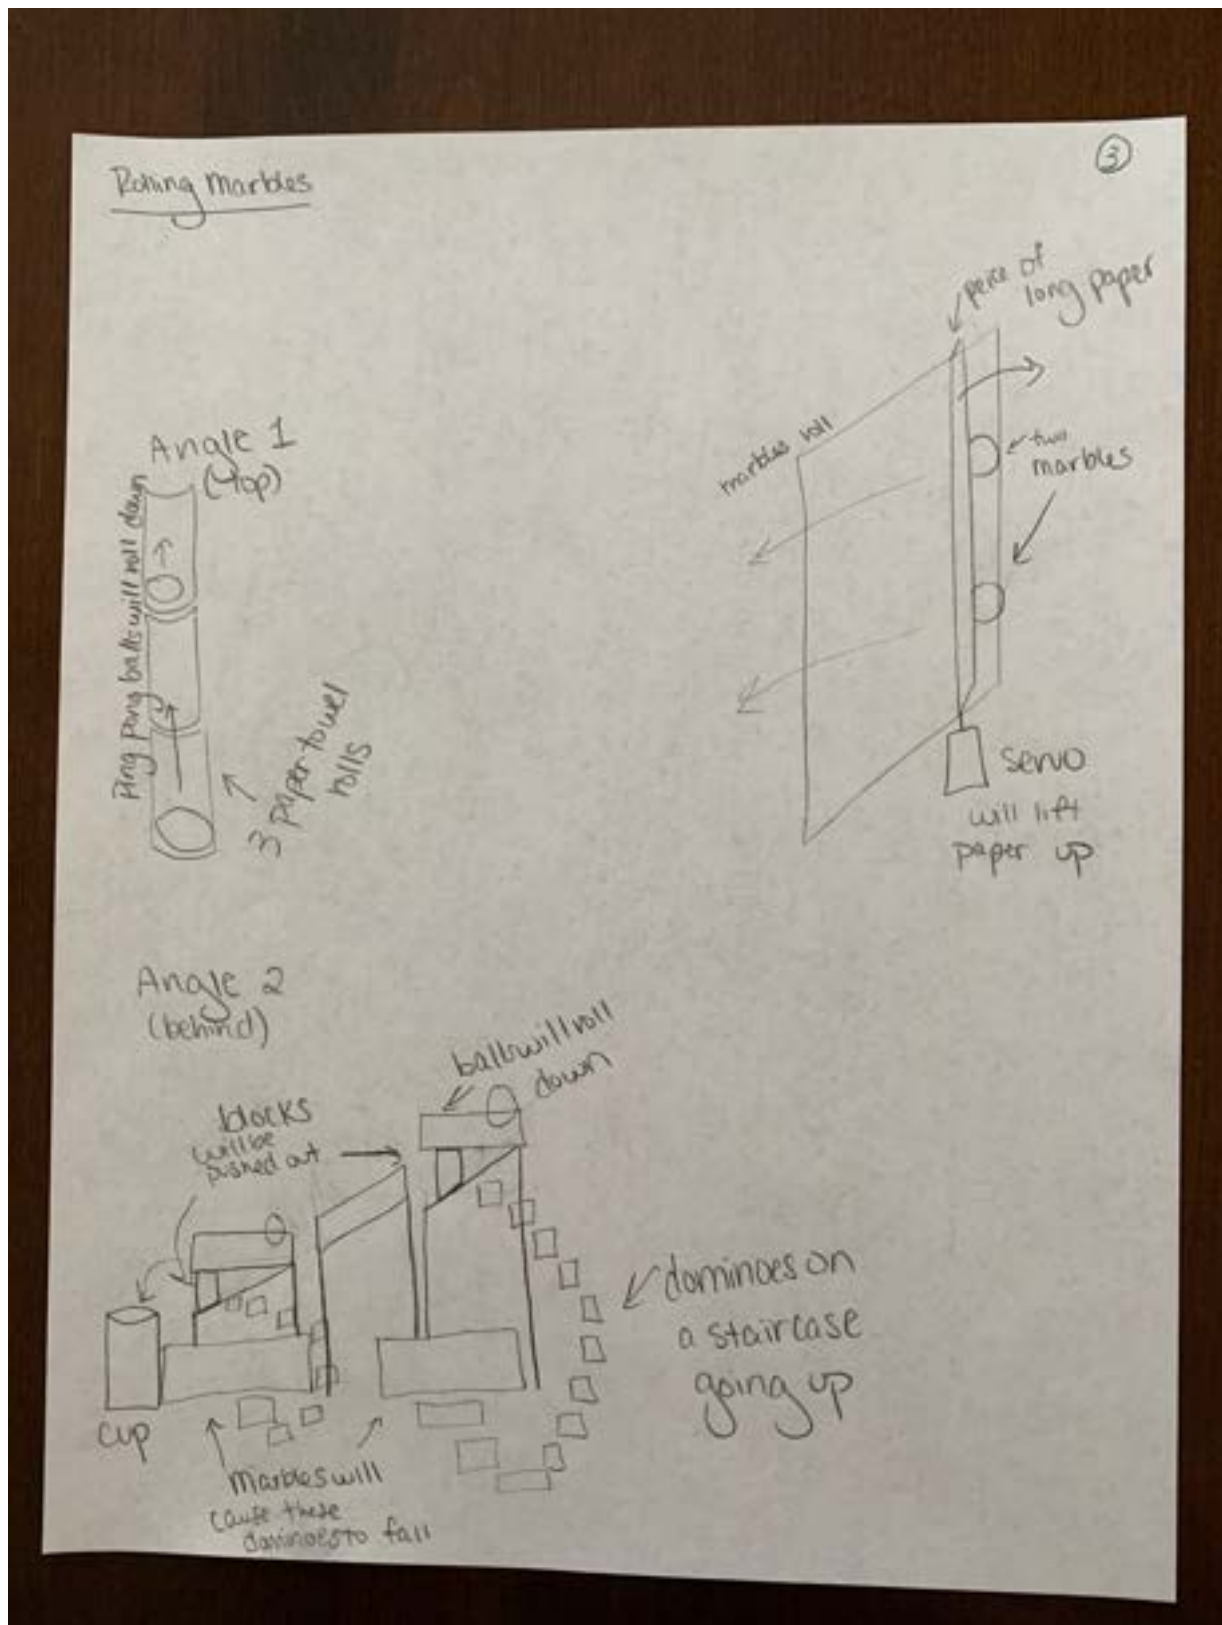 Rolling Marbles
3
peice of
long paper
marbles roll
two
marbles
servo
will lift
paper up
Angle 1
(top)
Ping pong balls will roll down
3 paper towel
rolls
Angle 2
(behind)
balls will roll
down
blocks
will be
pushed out
dominoes on
a staircase
going up
cup
Marbles will
cause these
dominoes to fall